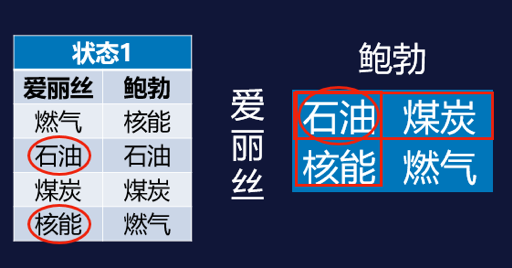 状态1
爱丽丝 鲍勃
燃气 核能
石油 石油
煤炭 煤炭
核能 燃气
鲍勃
爱丽丝
石油 煤炭
核能 燃气